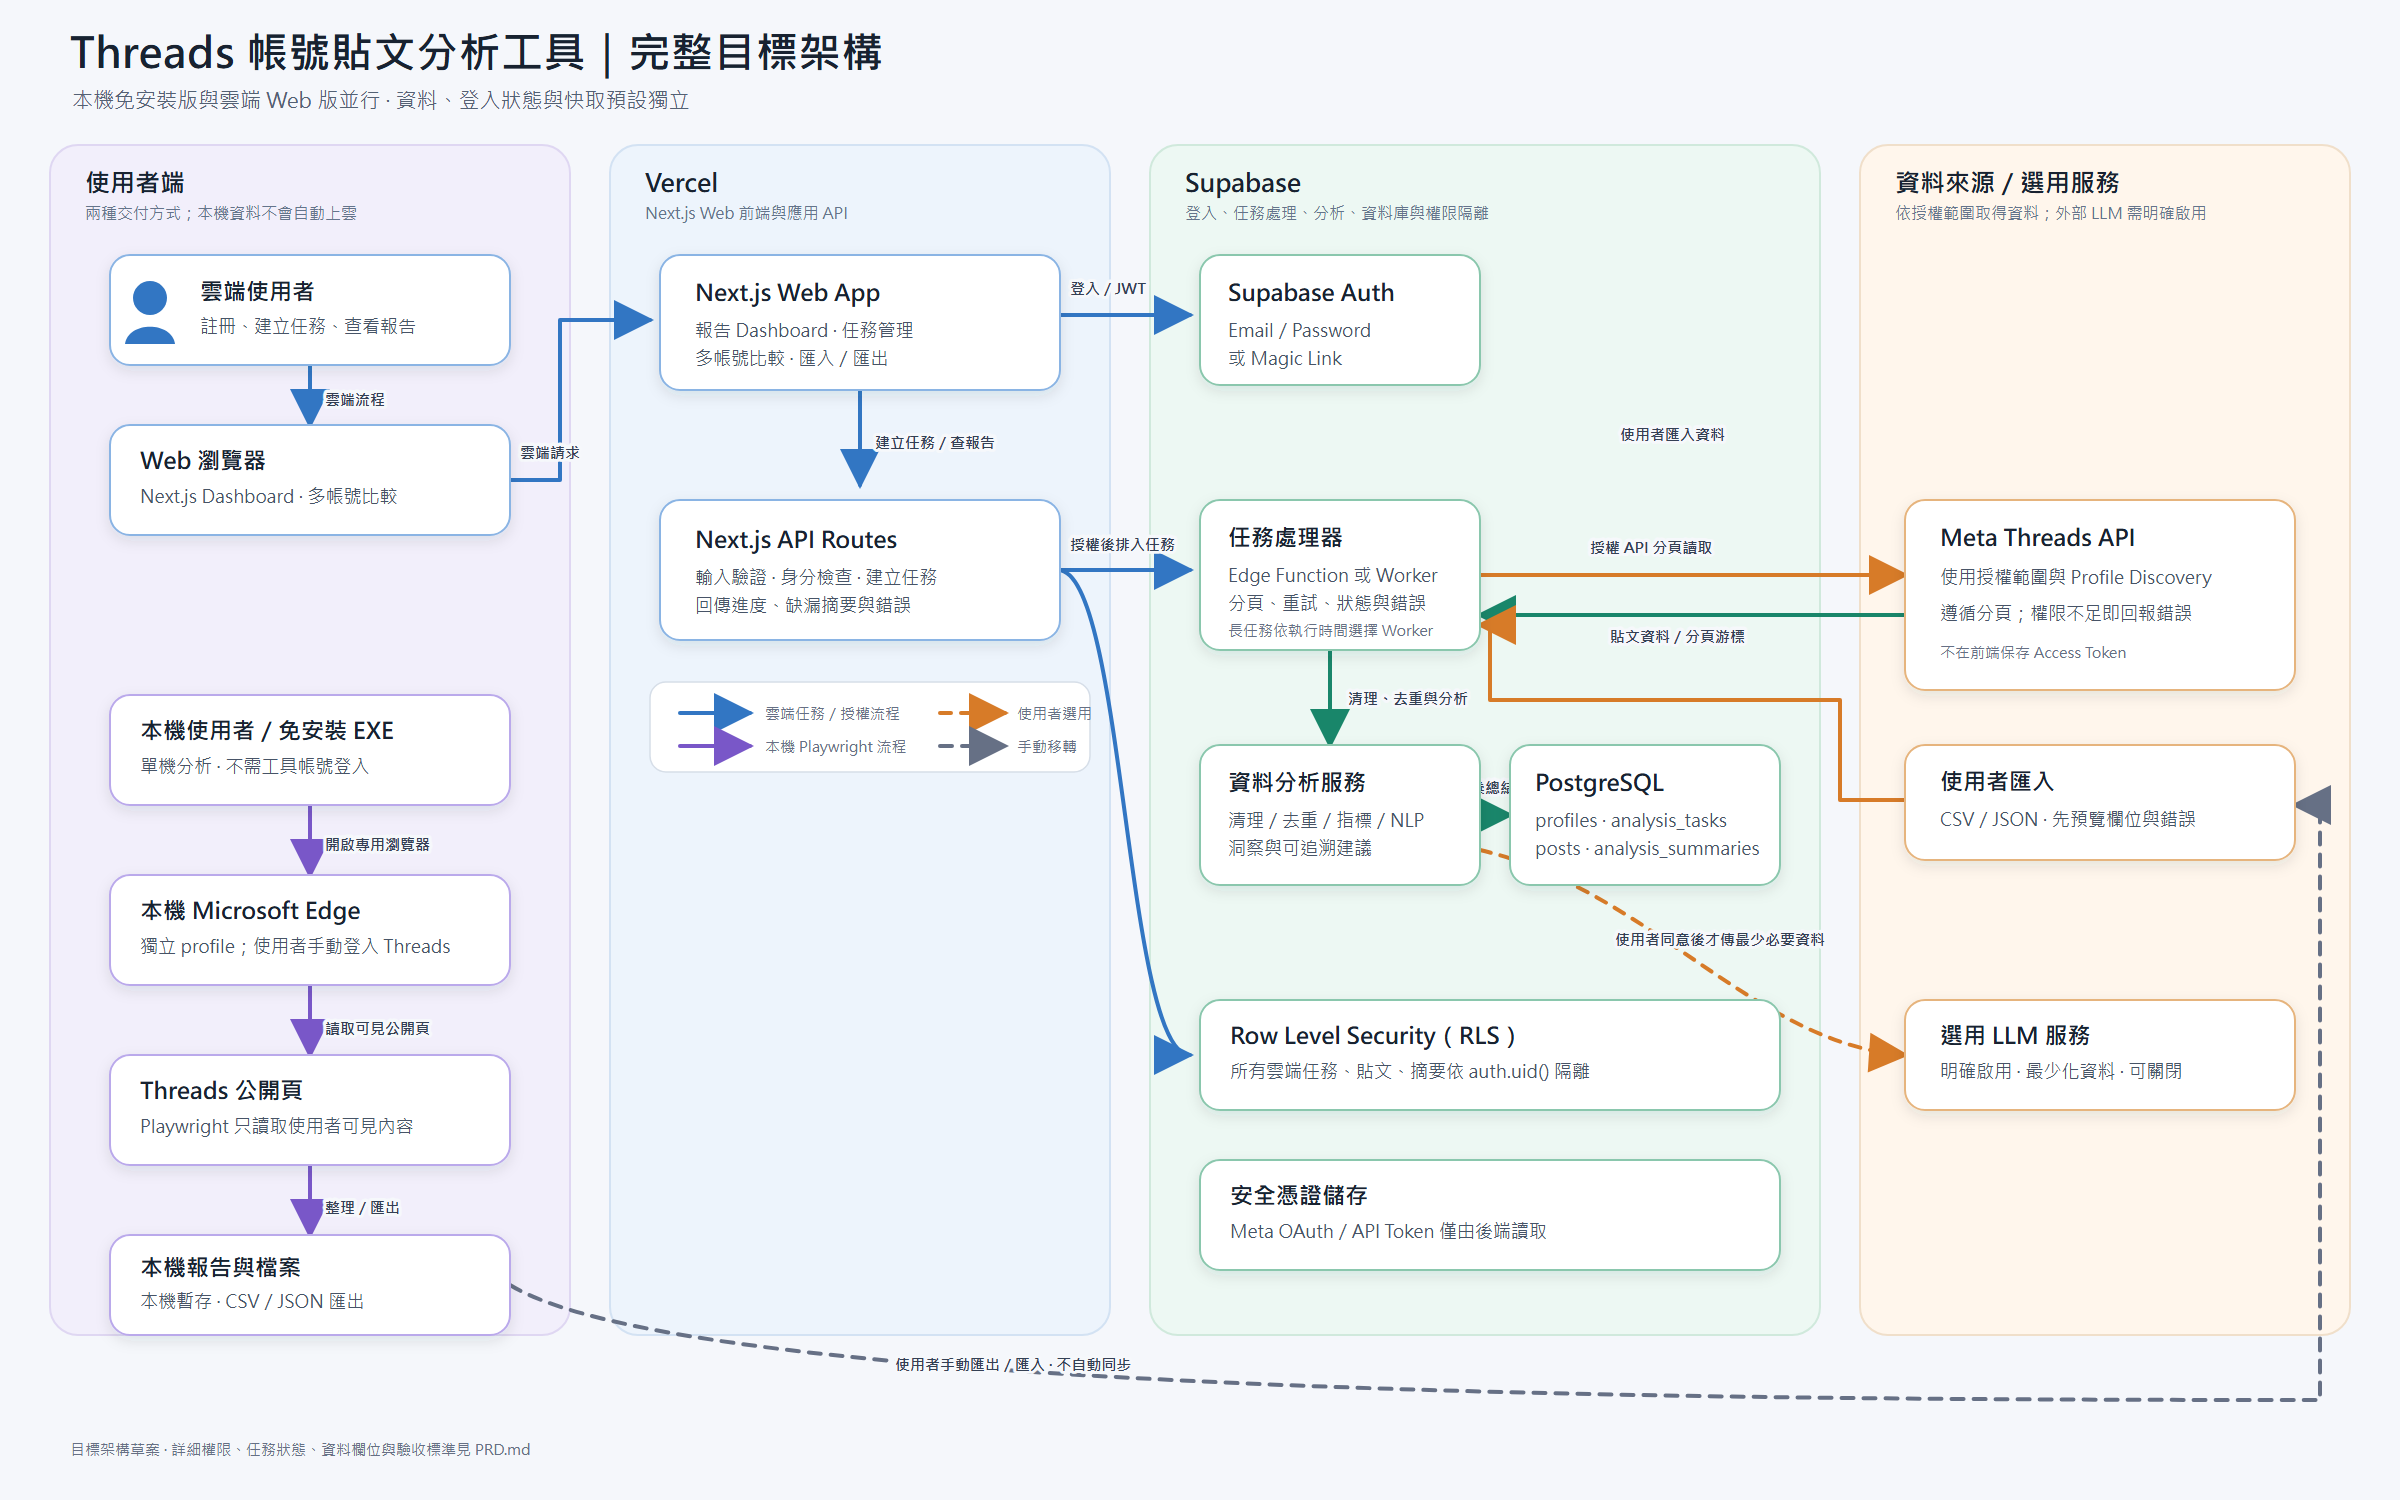 Threads 帳號貼文分析工具｜完整目標架構
本機免安裝版與雲端 Web 版並行 · 資料、登入狀態與快取預設獨立
使用者端
兩種交付方式；本機資料不會自動上雲
雲端使用者
註冊、建立任務、查看報告
雲端流程
Web 瀏覽器
Next.js Dashboard · 多帳號比較
雲端請求
本機使用者 / 免安裝 EXE
單機分析 · 不需工具帳號登入
開啟專用瀏覽器
本機 Microsoft Edge
獨立 profile；使用者手動登入 Threads
讀取可見公開頁
Threads 公開頁
Playwright 只讀取使用者可見內容
整理 / 匯出
本機報告與檔案
本機暫存 · CSV / JSON 匯出
Vercel
Next.js Web 前端與應用 API
Next.js Web App
報告 Dashboard · 任務管理
多帳號比較 · 匯入 / 匯出
登入 / JWT
建立任務 / 查報告
Next.js API Routes
輸入驗證 · 身分檢查 · 建立任務
回傳進度、缺漏摘要與錯誤
授權後排入任務
雲端任務 / 授權流程
使用者選用
本機 Playwright 流程
手動移轉
Supabase
登入、任務處理、分析、資料庫與權限隔離
Supabase Auth
Email / Password
或 Magic Link
使用者匯入資料
任務處理器
Edge Function 或 Worker
分頁、重試、狀態與錯誤
長任務依執行時間選擇 Worker
授權 API 分頁讀取
貼文資料 / 分頁游標
清理、去重與分析
資料分析服務
清理 / 去重 / 指標 / NLP
洞察與可追溯建議
PostgreSQL
profiles · analysis_tasks
posts · analysis_summaries
使用者同意後才傳最少必要資料
Row Level Security（RLS）
所有雲端任務、貼文、摘要依 auth.uid() 隔離
安全憑證儲存
Meta OAuth / API Token 僅由後端讀取
資料來源 / 選用服務
依授權範圍取得資料；外部 LLM 需明確啟用
Meta Threads API
使用授權範圍與 Profile Discovery
遵循分頁；權限不足即回報錯誤
不在前端保存 Access Token
使用者匯入
CSV / JSON · 先預覽欄位與錯誤
選用 LLM 服務
明確啟用 · 最少化資料 · 可關閉
使用者手動匯出 / 匯入 · 不自動同步
目標架構草案 · 詳細權限、任務狀態、資料欄位與驗收標準見 PRD.md